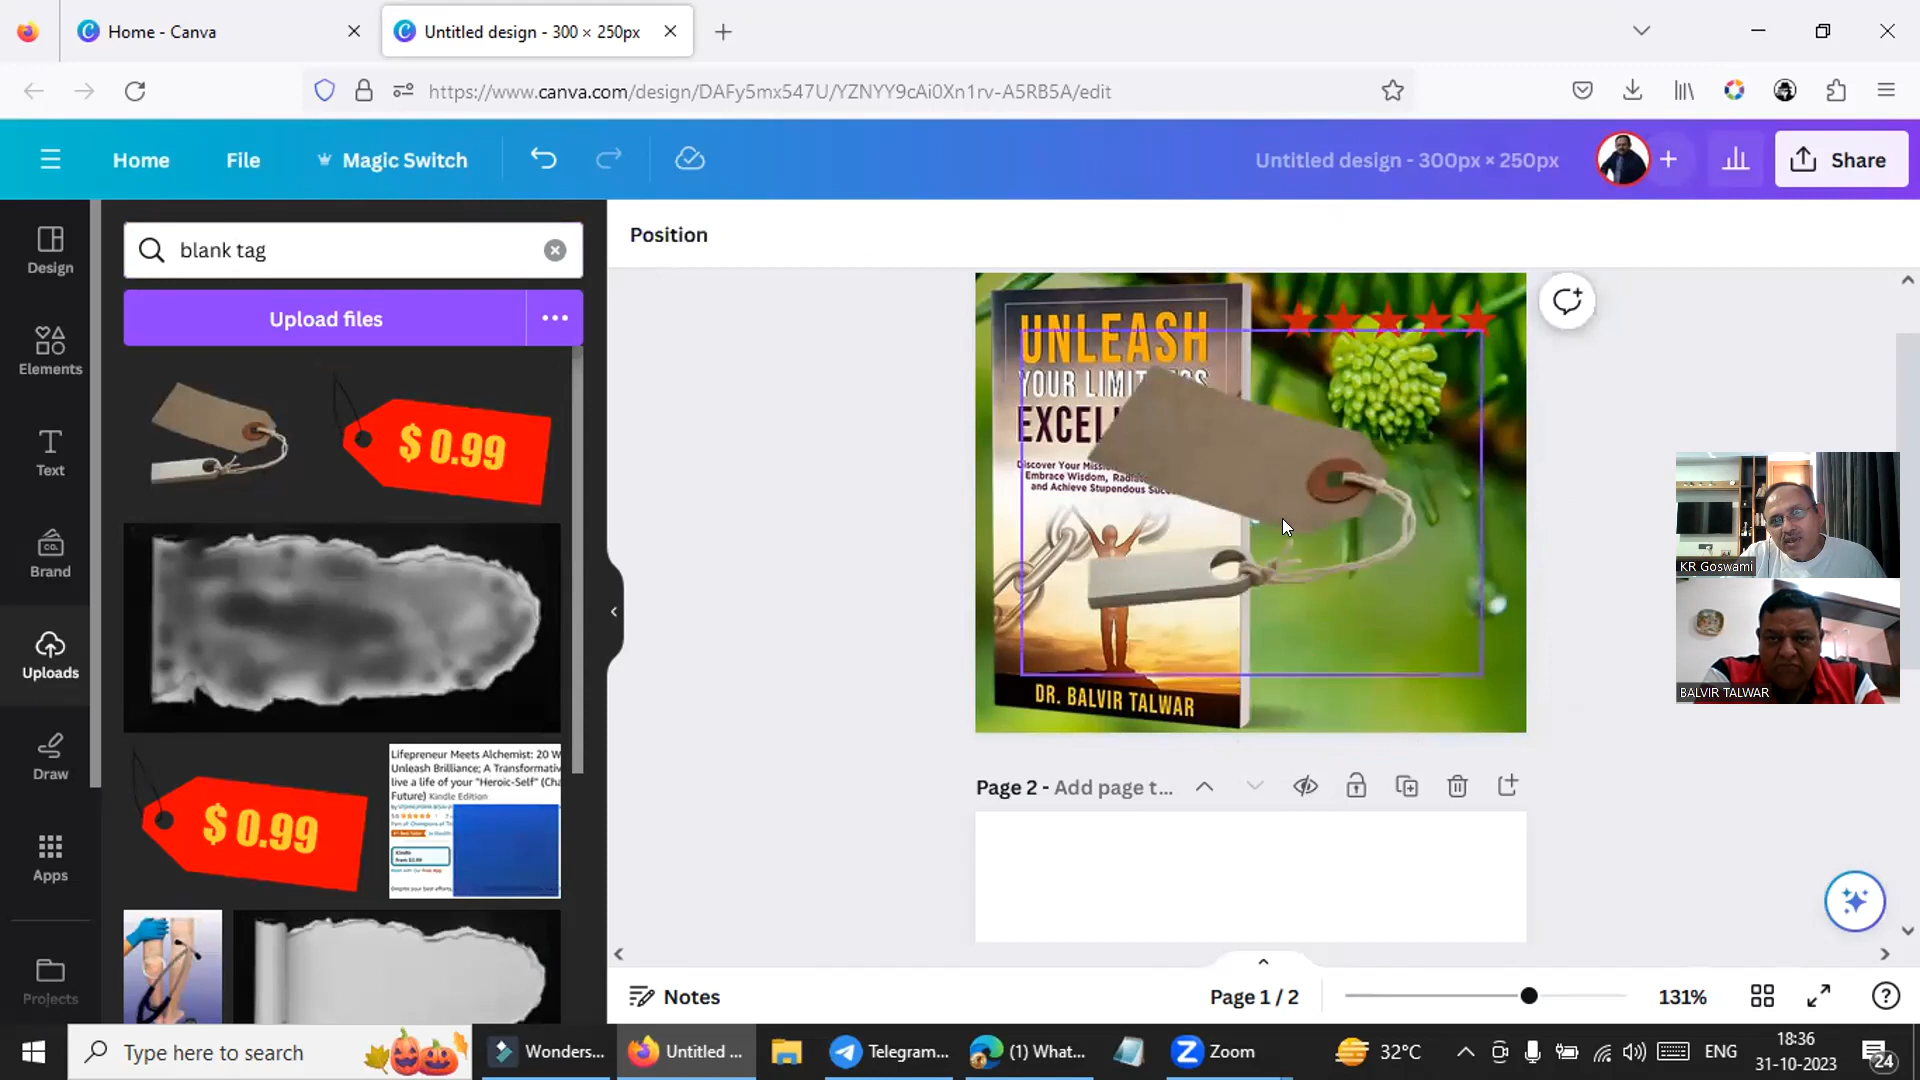 Home - Canva
Untitled design - 300 × 250px
https://www.canva.com/design/DAFy5mx547U/YZNYY9cAi0Xn1rv-A5RB5A/edit
Home
File
Magic Switch
Untitled design - 300px × 250px
Share
Design
Elements
Text
Brand
Uploads
Draw
Apps
Projects
blank tag
Upload files
$ 0.99
$ 0.99
Lifepreneur Meets Alchemist: 20 W
Unleash Brilliance; A Transformativ
live a life of your "Heroic-Self" (Cha
Future) Kindle Edition
Position
UNLEASH
YOUR LIMIT
EXCEL
Discover Your Miss
Embrace Wisdom, Radia
and Achieve Stupendous Suc
DR. BALVIR TALWAR
Page 2 - Add page t...
KR Goswami
BALVIR TALWAR
Notes
Page 1 / 2
131%
Type here to search
Wonders...
Untitled ...
Telegram...
(1) What...
Zoom
32°C
ENG
18:36
31-10-2023
24